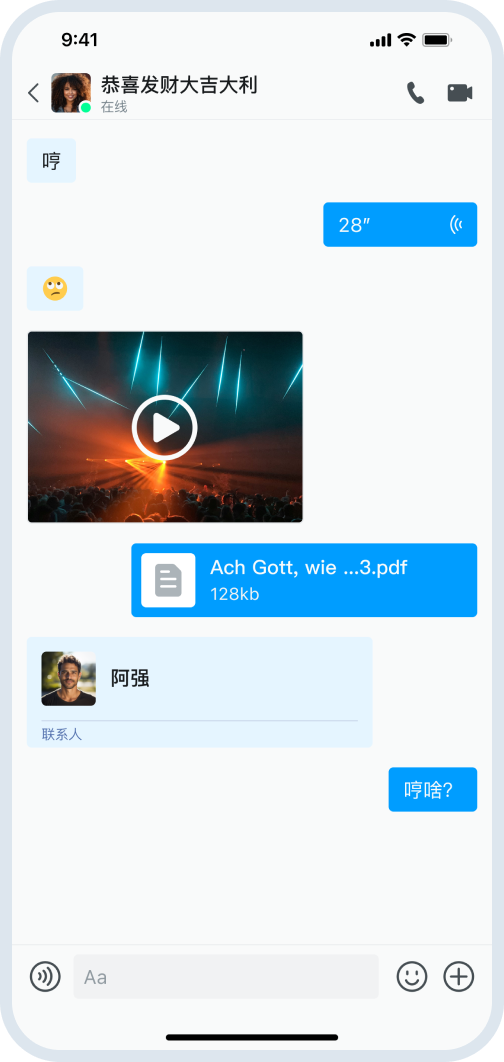 9:41
恭喜发财大吉大利
在线
哼
28″
Ach Gott, wie ...3.pdf
128kb
阿强
联系人
哼啥?
Aa